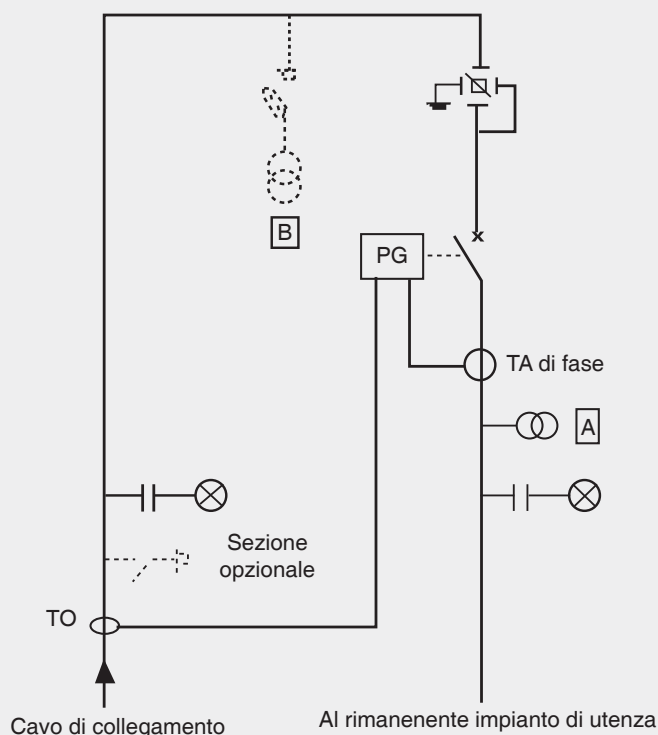 B
PG
TA di fase
A
Sezione
opzionale
TO
Cavo di collegamento
Al rimanenente impianto di utenza